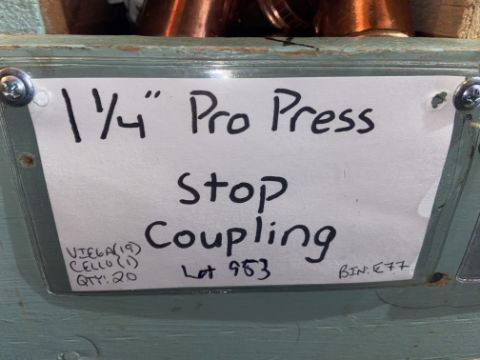 1 1/4" Pro Press
Stop
Coupling
VIEGA(19)
CELLO(1)
QTY:20
Lot 953
BIN:E77